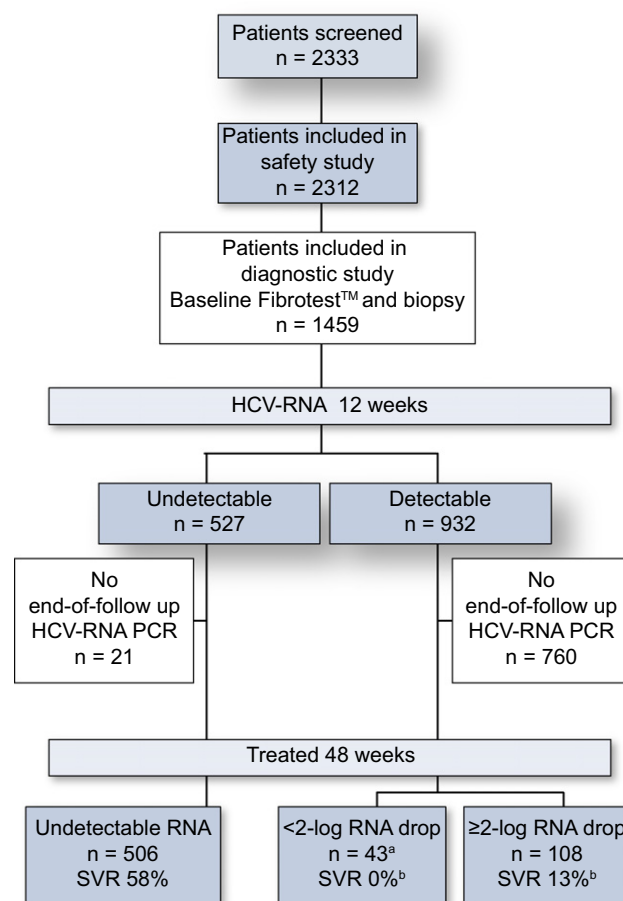 Patients screened
n = 2333
Patients included in
safety study
n = 2312
Patients included in
diagnostic study
Baseline Fibrotest™ and biopsy
n = 1459
HCV-RNA 12 weeks
Undetectable
n = 527
Detectable
n = 932
No
end-of-follow up
HCV-RNA PCR
n = 21
No
end-of-follow up
HCV-RNA PCR
n = 760
Treated 48 weeks
Undetectable RNA
n = 506
SVR 58%
<2-log RNA drop
n = 43ᵃ
SVR 0%ᵇ
≥2-log RNA drop
n = 108
SVR 13%ᵇ